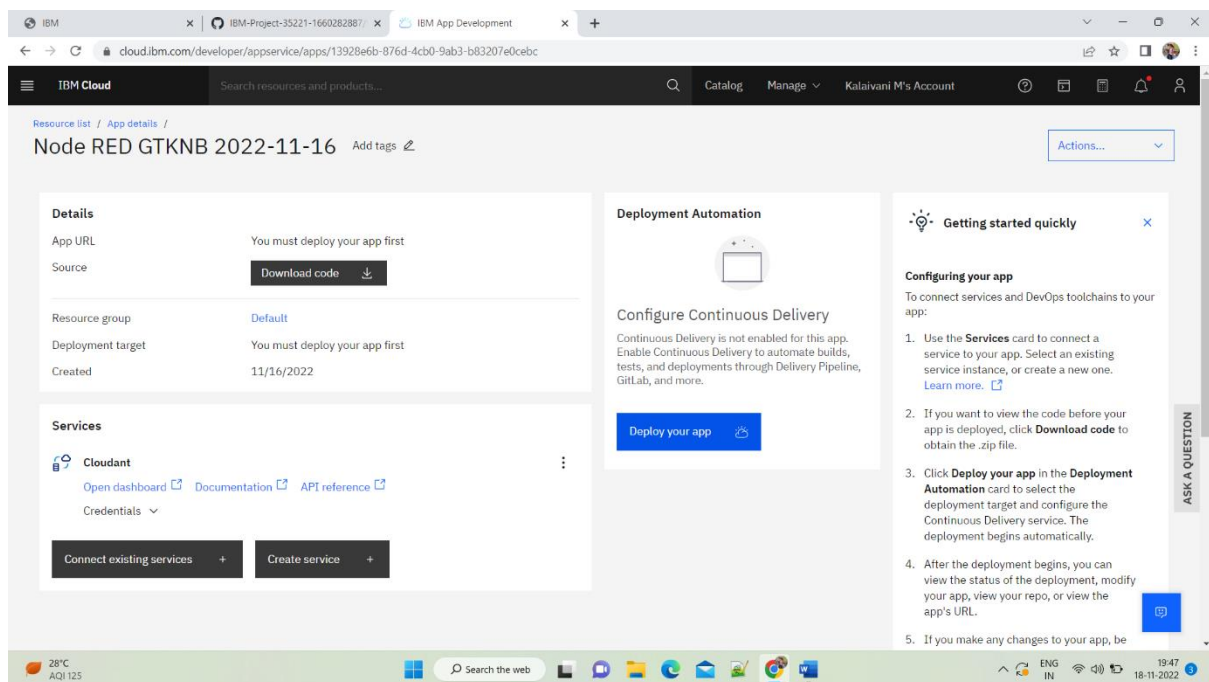 IBM
IBM-Project-35221-1660282887/
IBM App Development
cloud.ibm.com/developer/appservice/apps/13928e6b-876d-4cb0-9ab3-b83207e0cebc
IBM Cloud
Search resources and products...
Catalog
Manage
Kalaivani M's Account
Resource list / App details /
Node RED GTKNB 2022-11-16
Add tags
Actions...
Details
App URL
You must deploy your app first
Source
Download code
Resource group
Default
Deployment target
You must deploy your app first
Created
11/16/2022
Services
Cloudant
Open dashboard
Documentation
API reference
Credentials
Connect existing services +
Create service +
Deployment Automation
Configure Continuous Delivery
Continuous Delivery is not enabled for this app.
Enable Continuous Delivery to automate builds,
tests, and deployments through Delivery Pipeline,
GitLab, and more.
Deploy your app
Getting started quickly
Configuring your app
To connect services and DevOps toolchains to your
app:
1. Use the Services card to connect a
service to your app. Select an existing
service instance, or create a new one.
Learn more.
2. If you want to view the code before your
app is deployed, click Download code to
obtain the .zip file.
3. Click Deploy your app in the Deployment
Automation card to select the
deployment target and configure the
Continuous Delivery service. The
deployment begins automatically.
4. After the deployment begins, you can
view the status of the deployment, modify
your app, view your repo, or view the
app's URL.
5. If you make any changes to your app, be
ASK A QUESTION
28°C
AQI 125
Search the web
ENG
IN
19:47
18-11-2022
3